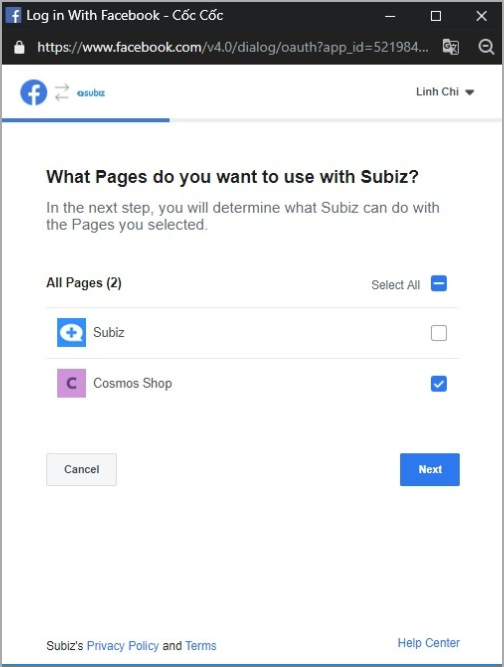 Log in With Facebook - Cốc Cốc
https://www.facebook.com/v4.0/dialog/oauth?app_id=521984...
subiz
Linh Chi
What Pages do you want to use with Subiz?
In the next step, you will determine what Subiz can do with
the Pages you selected.
All Pages (2)
Select All
Subiz
C
Cosmos Shop
Cancel
Next
Subiz's Privacy Policy and Terms
Help Center